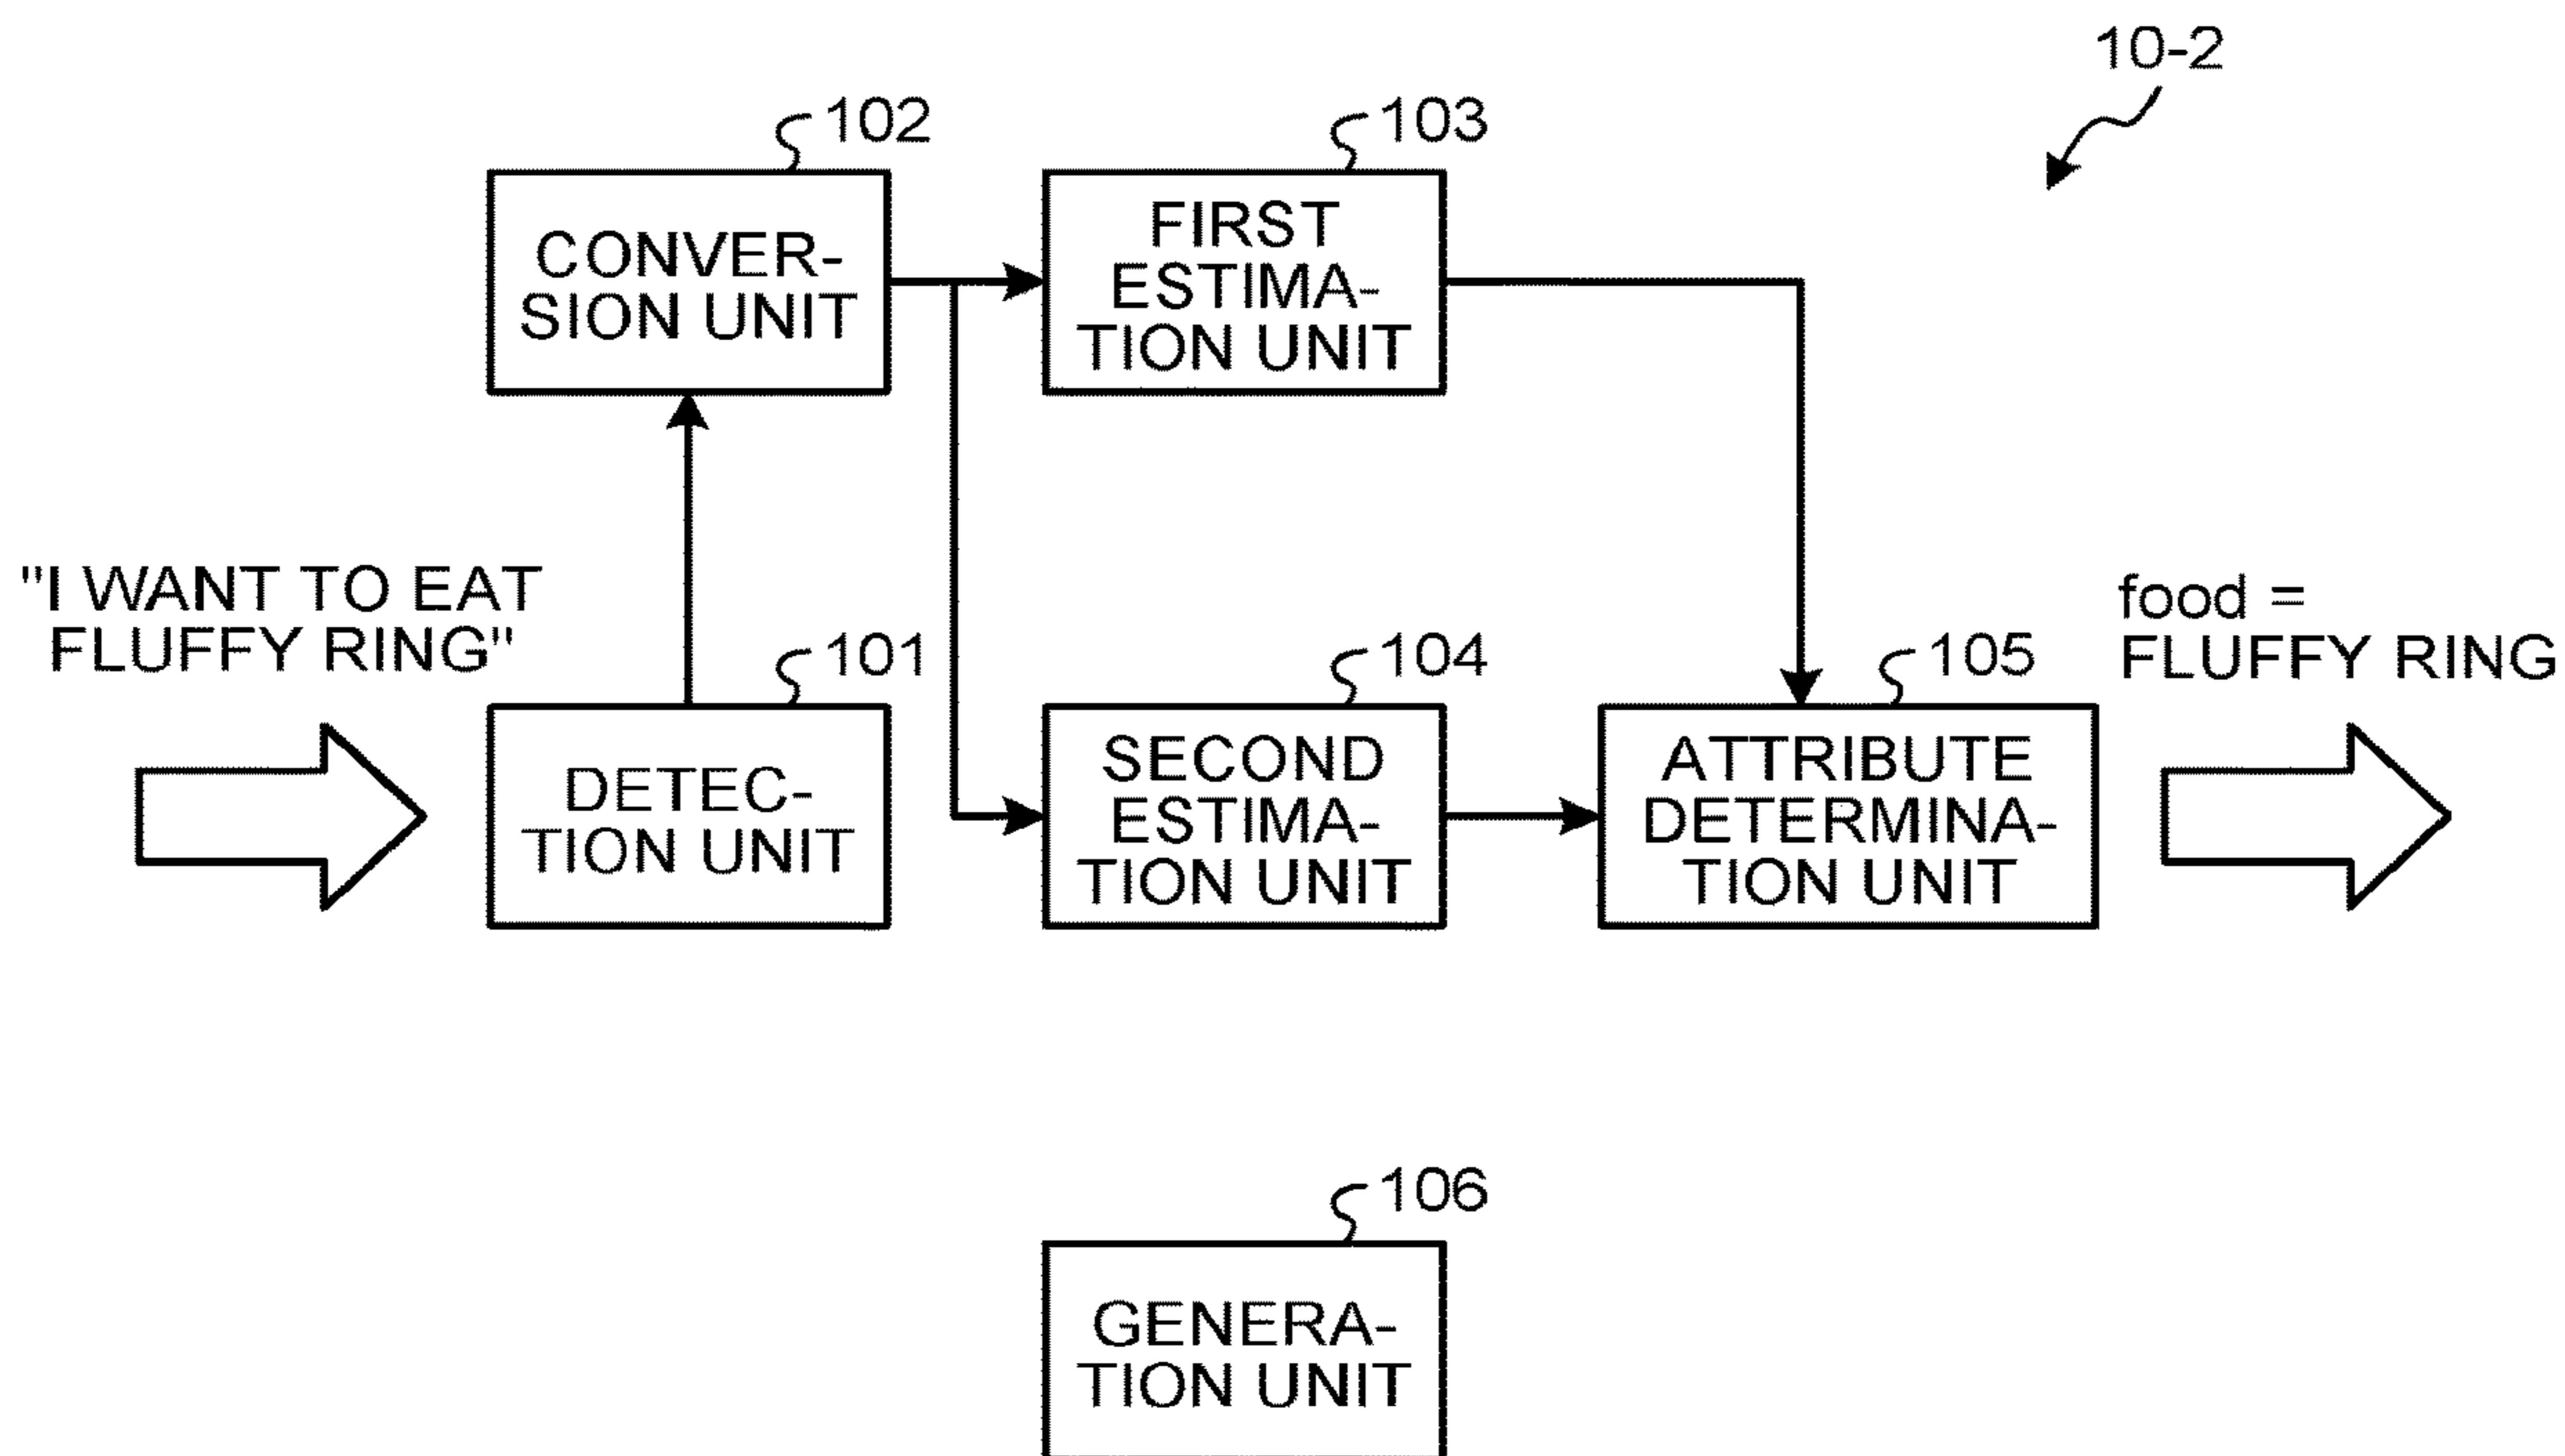 10-2
102
CONVER-
SION UNIT
103
FIRST
ESTIMA-
TION UNIT
"I WANT TO EAT
FLUFFY RING"
101
DETEC-
TION UNIT
104
SECOND
ESTIMA-
TION UNIT
105
ATTRIBUTE
DETERMINA-
TION UNIT
food =
FLUFFY RING
106
GENERA-
TION UNIT